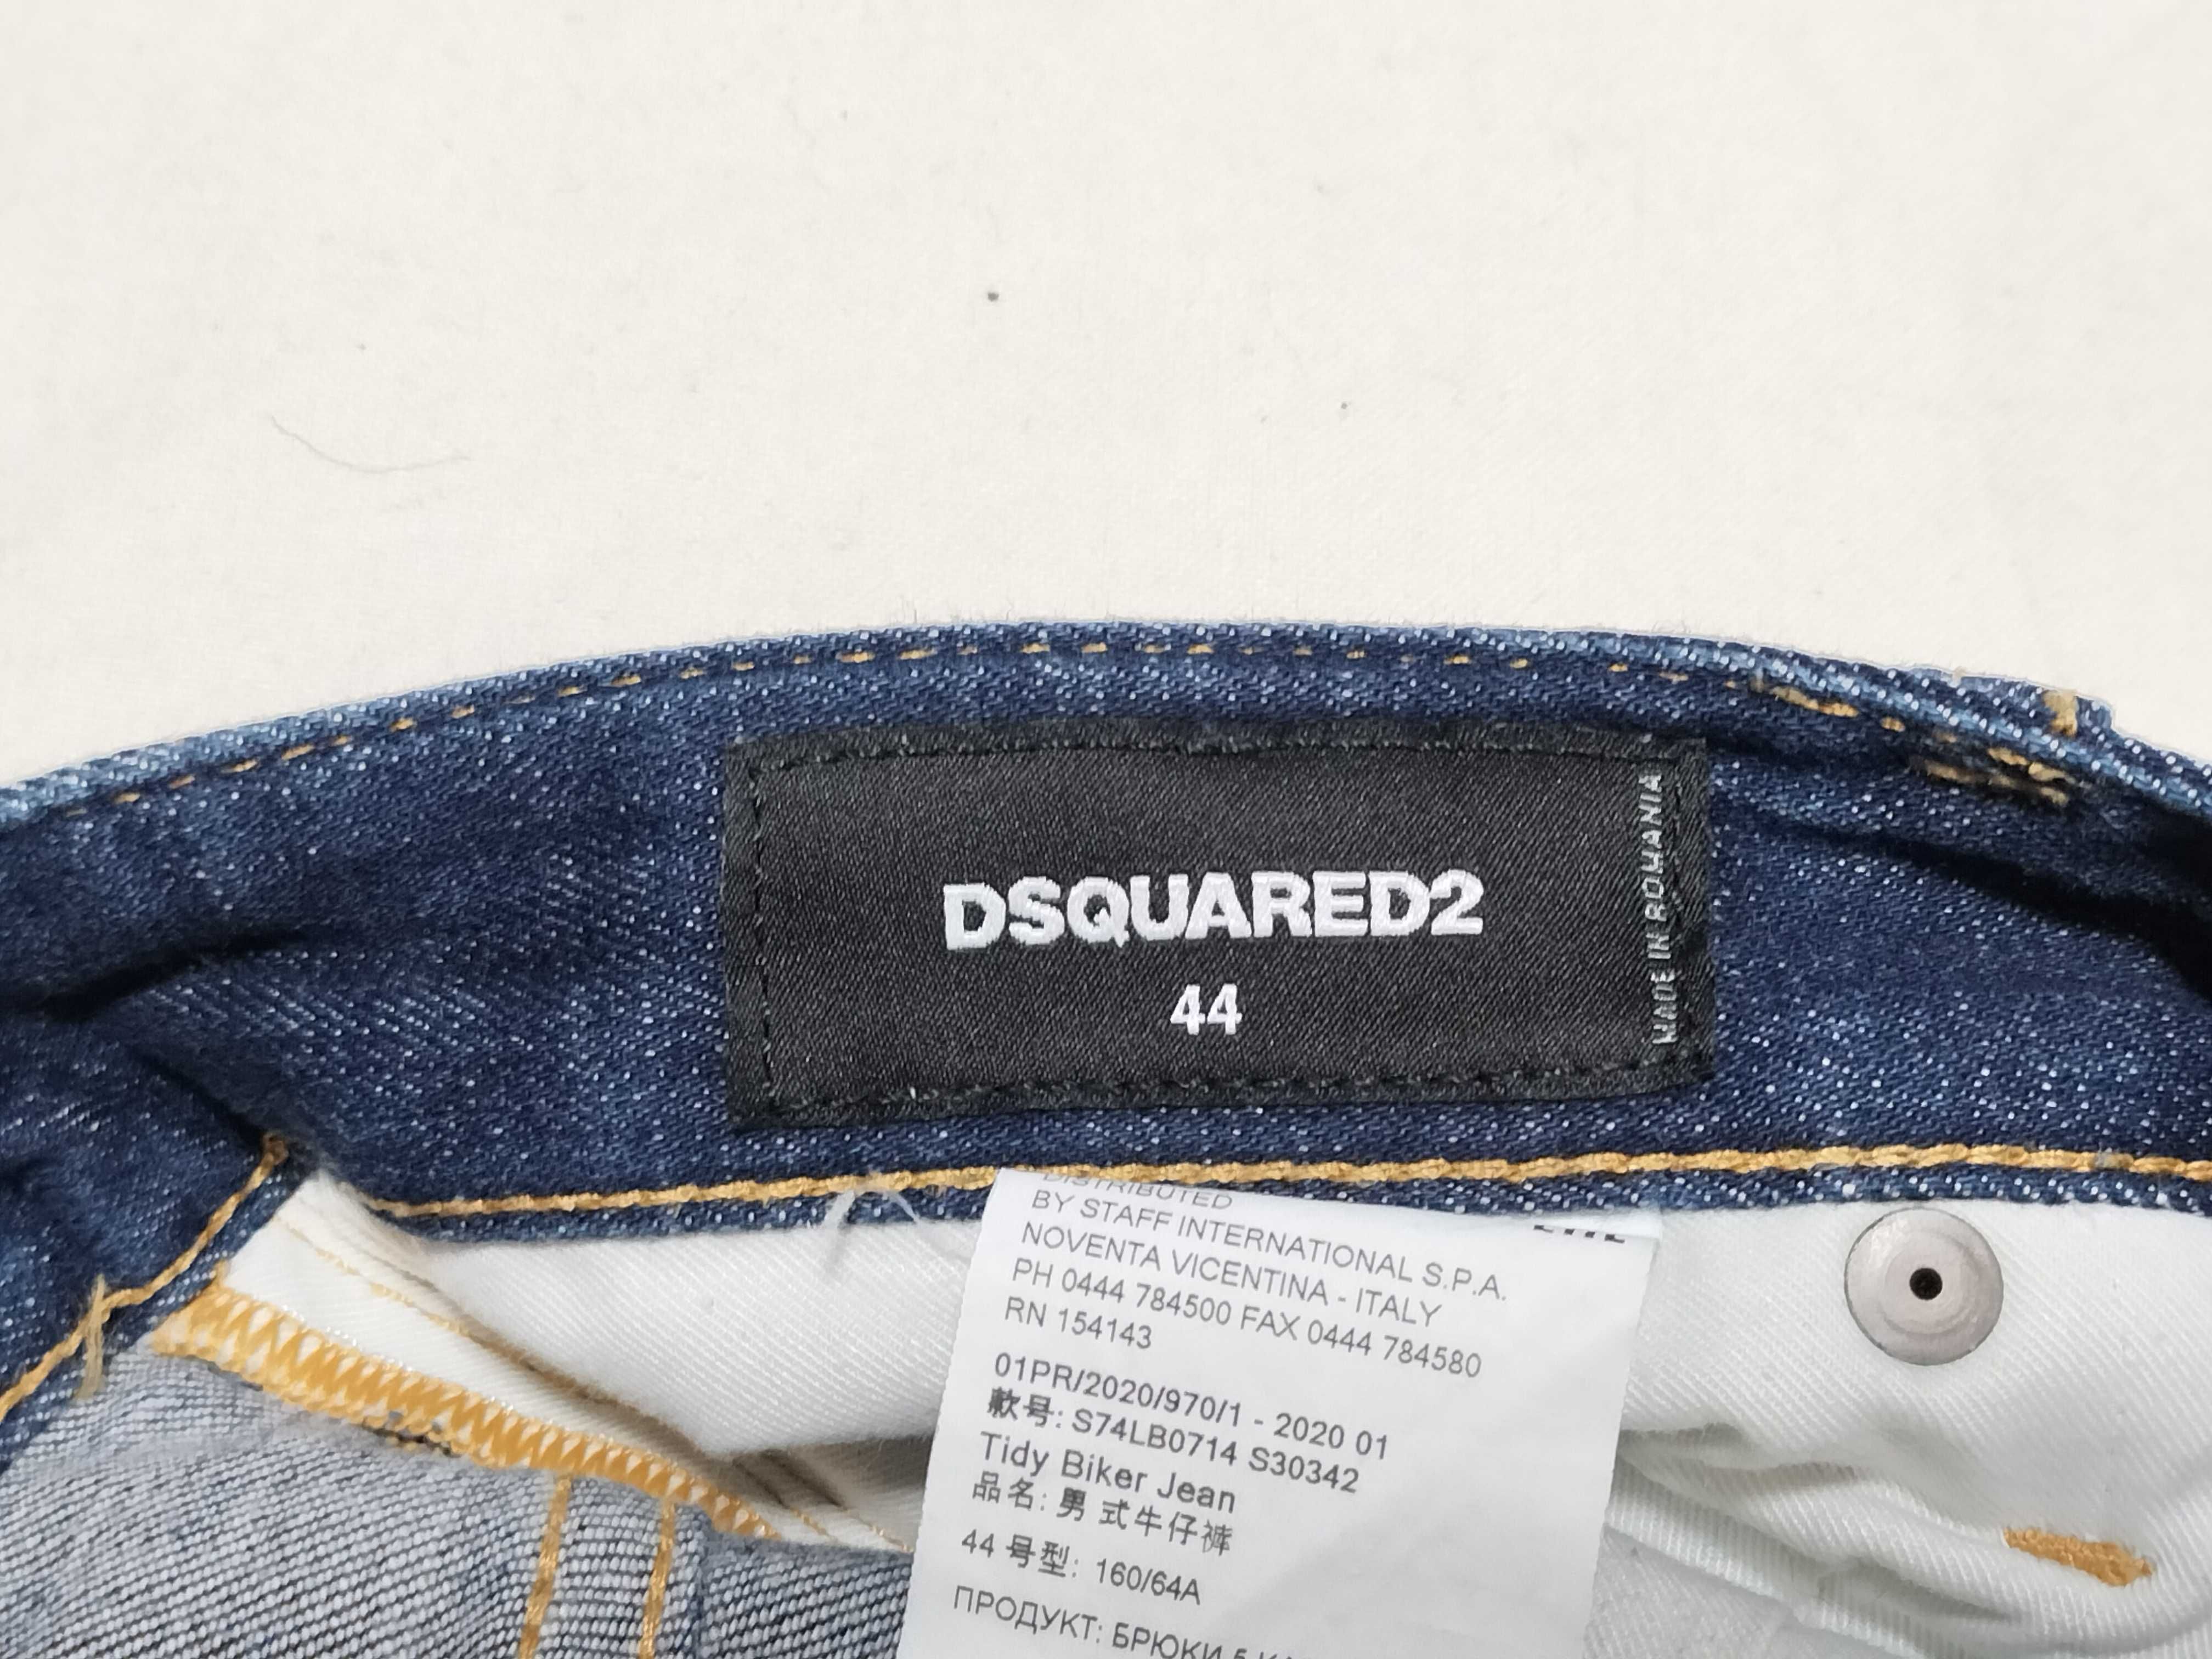 DSQUARED2
44
MADE IN ROMANIA
DISTRIBUTED
BY STAFF INTERNATIONAL S.P.A.
NOVENTA VICENTINA - ITALY
PH 0444 784500 FAX 0444 784580
RN 154143
01PR/2020/970/1 - 2020 01
款号: S74LB0714 S30342
Tidy Biker Jean
品名: 男 式牛仔裤
44 号型: 160/64A
ПРОДУКТ: БРЮКИ 5